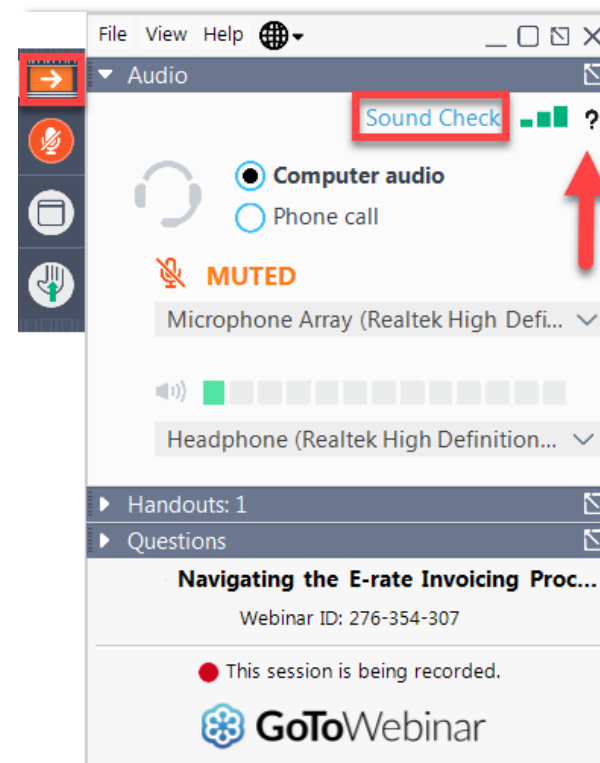 File View Help
Audio
Sound Check ?
Computer audio
Phone call
MUTED
Microphone Array (Realtek High Defi...
Headphone (Realtek High Definition...
Handouts: 1
Questions
Navigating the E-rate Invoicing Proc...
Webinar ID: 276-354-307
This session is being recorded.
GoToWebinar